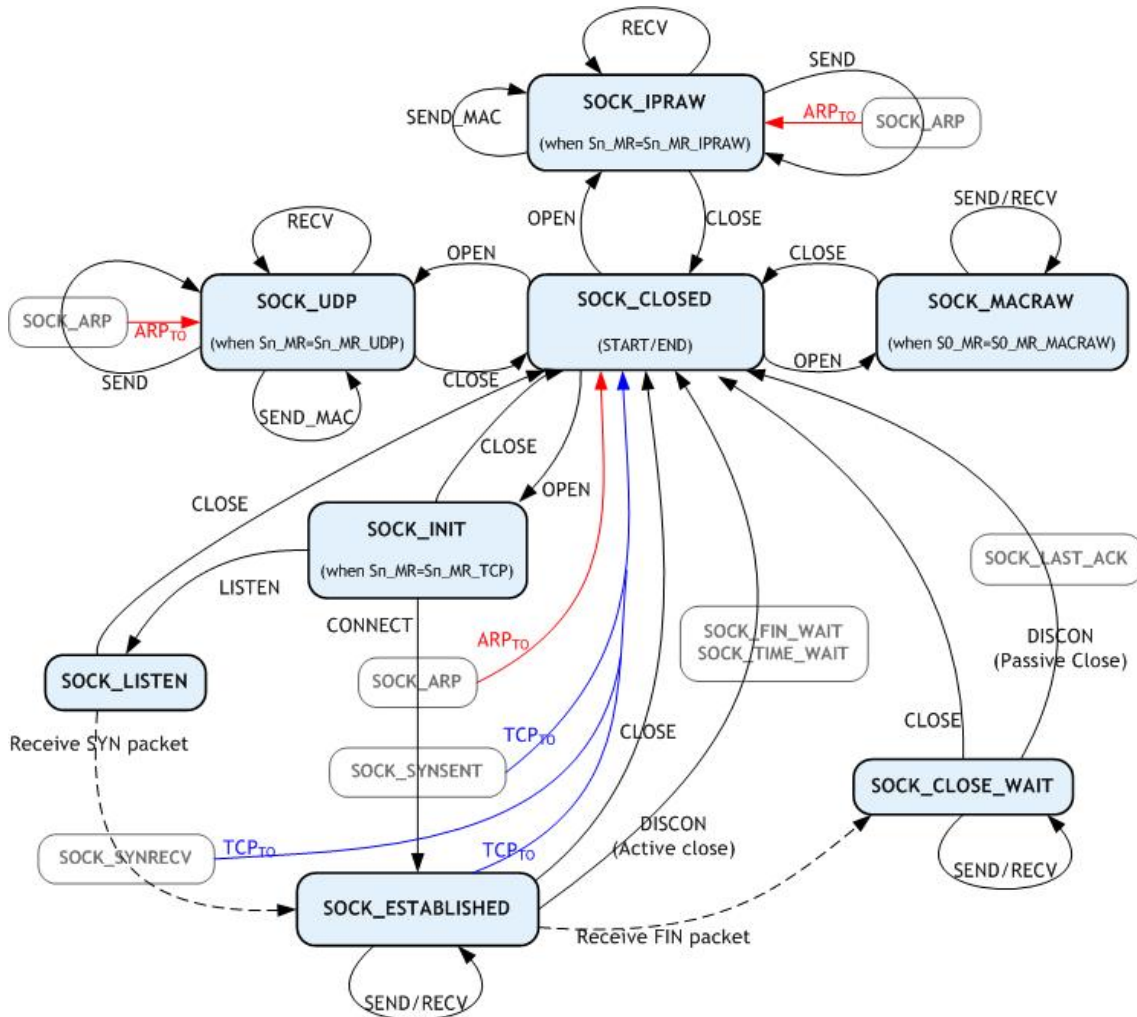 RECV
SEND
SOCK_IPRAW
SEND_MAC
ARPTO
SOCK_ARP
(when Sn_MR=Sn_MR_IPRAW)
SEND/RECV
RECV
OPEN
CLOSE
OPEN
CLOSE
SOCK_UDP
SOCK_CLOSED
SOCK_MACRAW
SOCK_ARP
ARPTO
(when Sn_MR=Sn_MR_UDP)
(START/END)
(when S0_MR=S0_MR_MACRAW)
SEND
CLOSE
OPEN
SEND_MAC
CLOSE
OPEN
CLOSE
SOCK_INIT
(when Sn_MR=Sn_MR_TCP)
LISTEN
SOCK_LAST_ACK
CONNECT
ARPTO
SOCK_FIN_WAIT
SOCK_TIME_WAIT
DISCON
(Passive Close)
SOCK_LISTEN
SOCK_ARP
Receive SYN packet
TCPTO
CLOSE
CLOSE
SOCK_SYNSENT
SOCK_CLOSE_WAIT
DISCON
(Active close)
TCPTO
TCPTO
SOCK_SYNRECV
SEND/RECV
SOCK_ESTABLISHED
Receive FIN packet
SEND/RECV